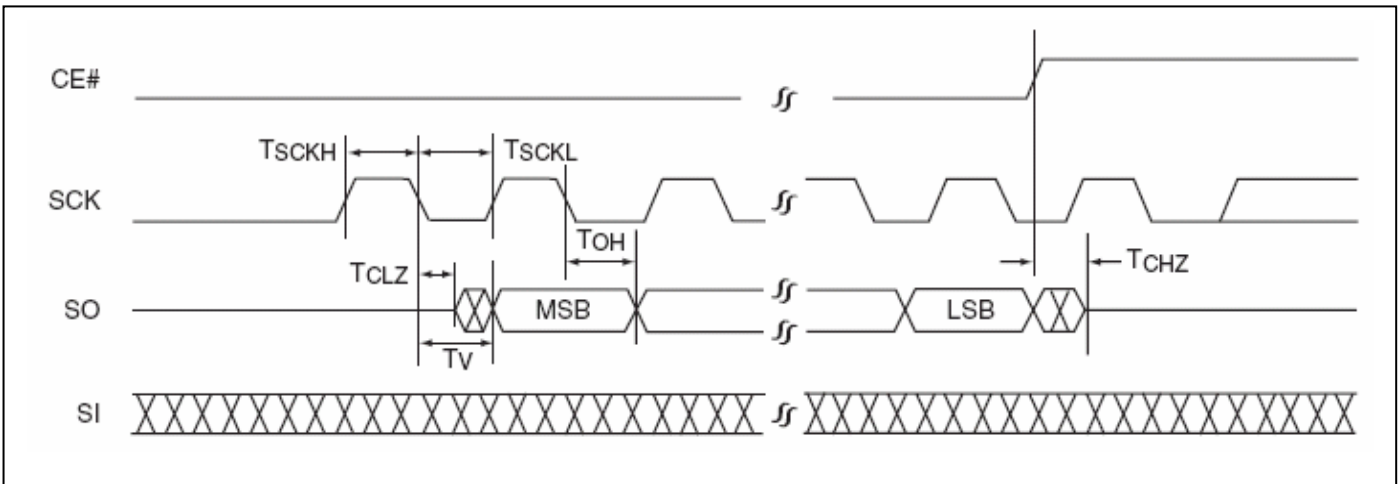 CE#
TSCKH
TSCKL
SCK
TOH
TCLZ
TCHZ
SO
MSB
LSB
TV
SI